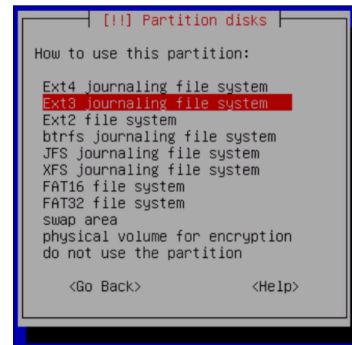 [!!] Partition disks
How to use this partition:
Ext4 journaling file system
Ext3 journaling file system
Ext2 file system
btrfs journaling file system
JFS journaling file system
XFS journaling file system
FAT16 file system
FAT32 file system
swap area
physical volume for encryption
do not use the partition
<Go Back> <Help>